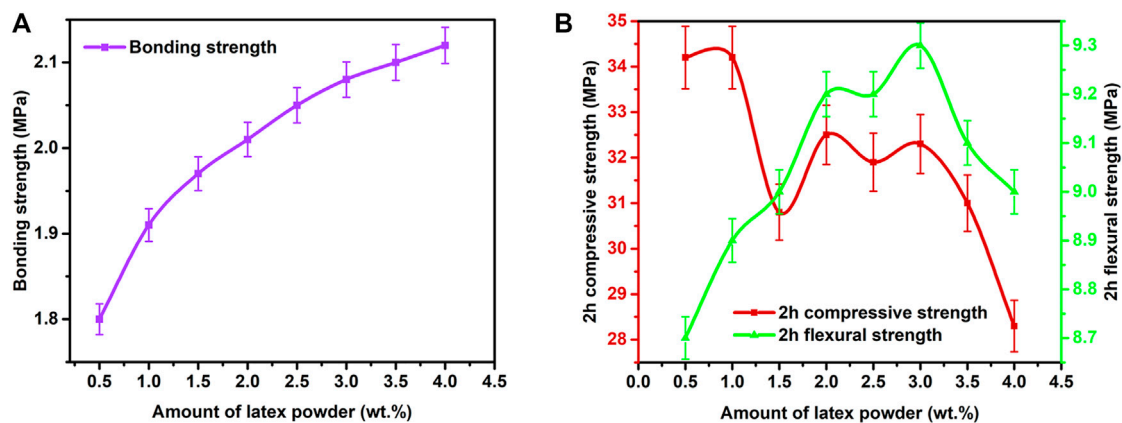 A
Bonding strength
Bonding strength (MPa)
2.1
2.0
1.9
1.8
0.5 1.0 1.5 2.0 2.5 3.0 3.5 4.0 4.5
Amount of latex powder (wt.%)
B
2h compressive strength (MPa)
35
34
33
32
31
30
29
28
2h compressive strength
2h flexural strength
9.3
9.2
9.1
9.0
8.9
8.8
8.7
2h flexural strength (MPa)
0.0 0.5 1.0 1.5 2.0 2.5 3.0 3.5 4.0 4.5
Amount of latex powder (wt.%)